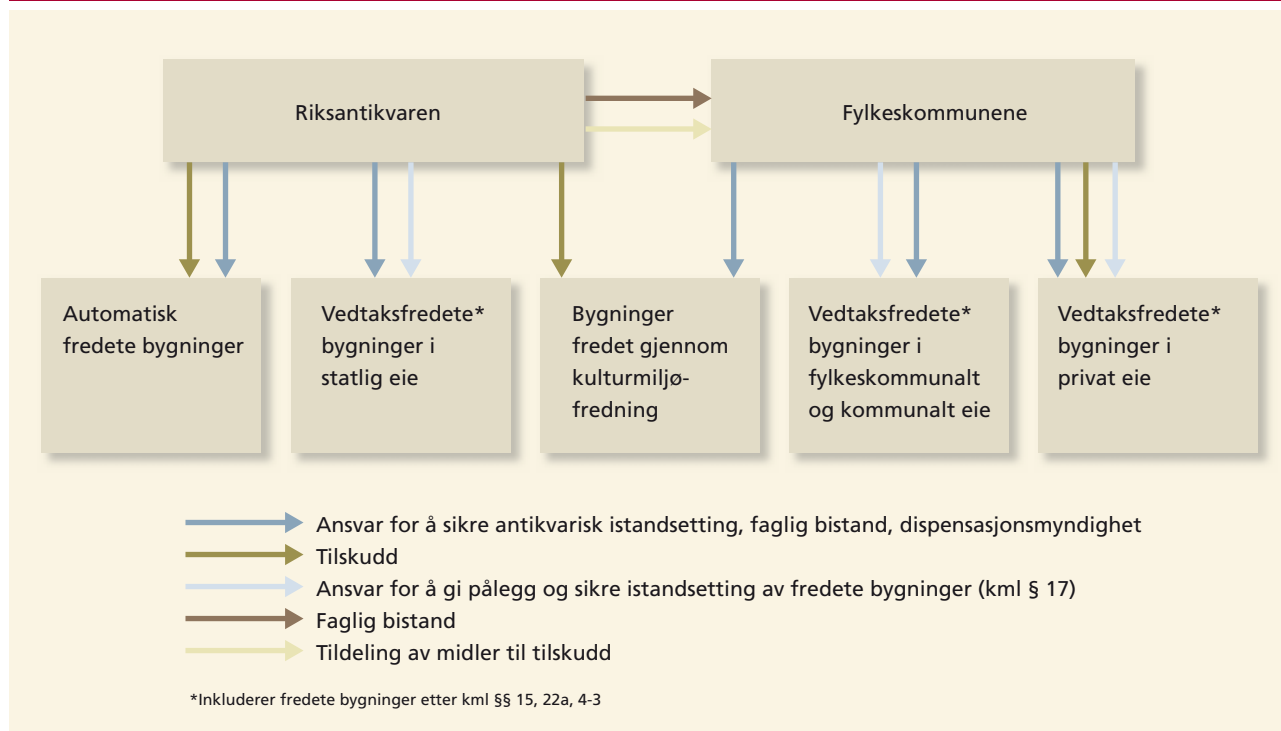 Riksantikvaren
Fylkeskommunene
Automatisk
fredete bygninger
Vedtaksfredete*
bygninger i
statlig eie
Bygninger
fredet gjennom
kulturmiljø-
fredning
Vedtaksfredete*
bygninger i
fylkeskommunalt
og kommunalt eie
Vedtaksfredete*
bygninger i
privat eie
Ansvar for å sikre antikvarisk istandsetting, faglig bistand, dispensasjonsmyndighet
Tilskudd
Ansvar for å gi pålegg og sikre istandsetting av fredete bygninger (kml § 17)
Faglig bistand
Tildeling av midler til tilskudd
*Inkluderer fredete bygninger etter kml §§ 15, 22a, 4-3